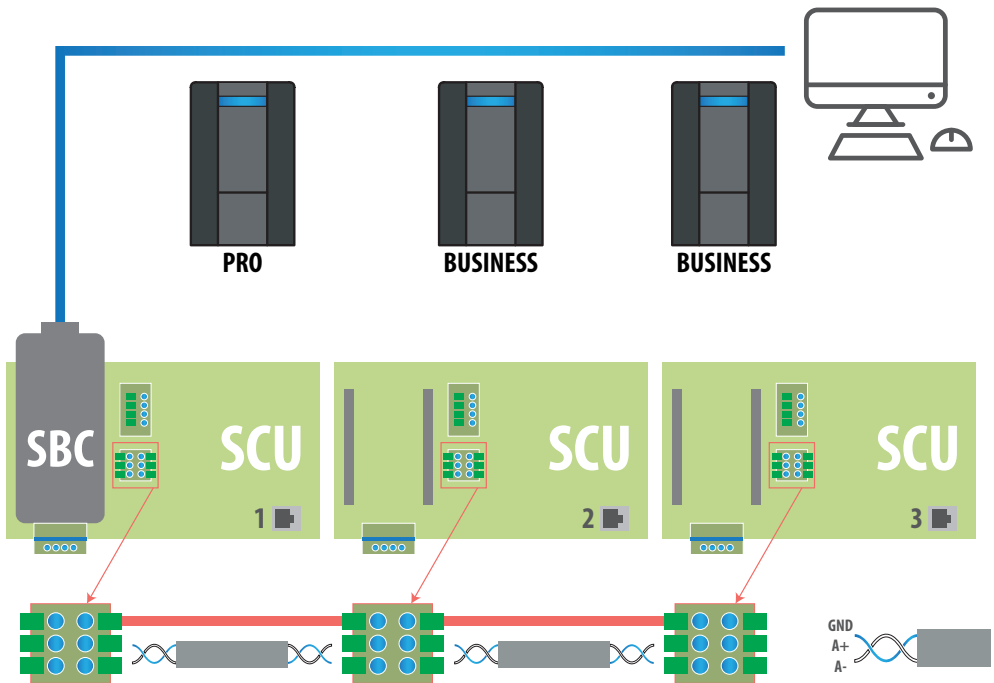 PRO
BUSINESS
BUSINESS
SBC
SCU
SCU
SCU
1
2
3
GND
A+
A-